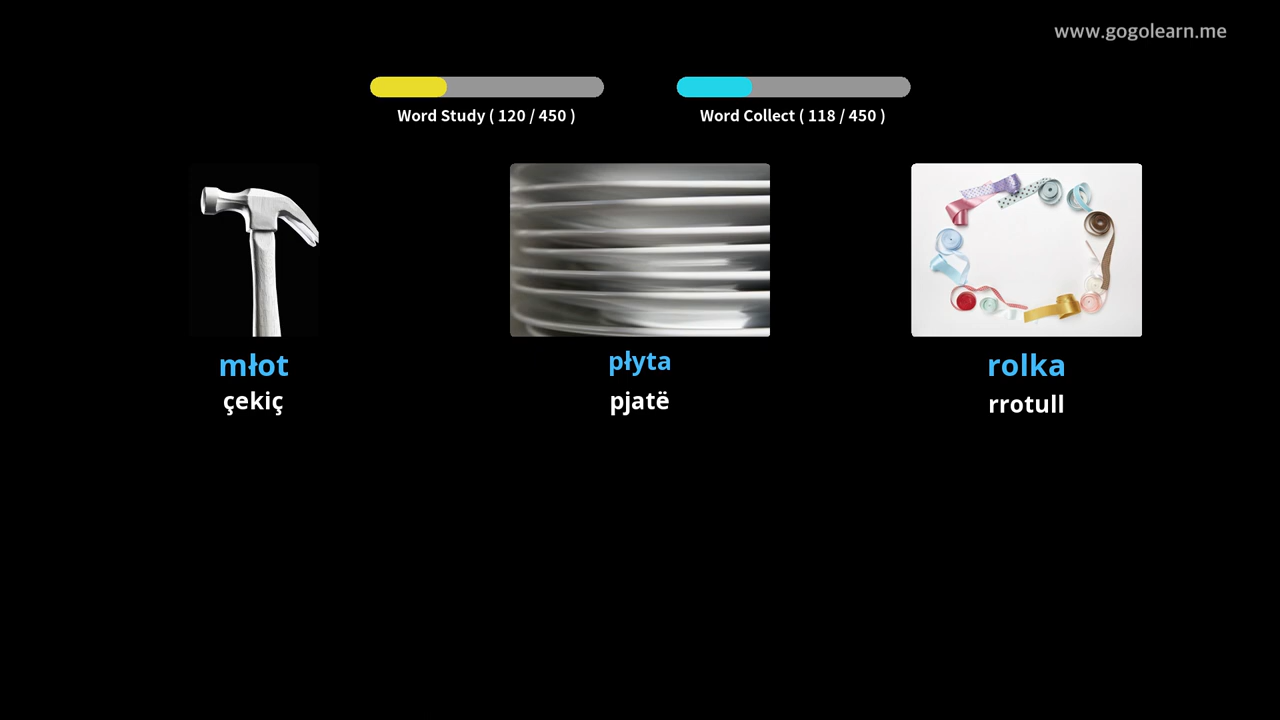 www.gogolearn.me
Word Study ( 120 / 450 )
Word Collect ( 118 / 450 )
młot
płyta
rolka
çekiç
pjatë
rrotull